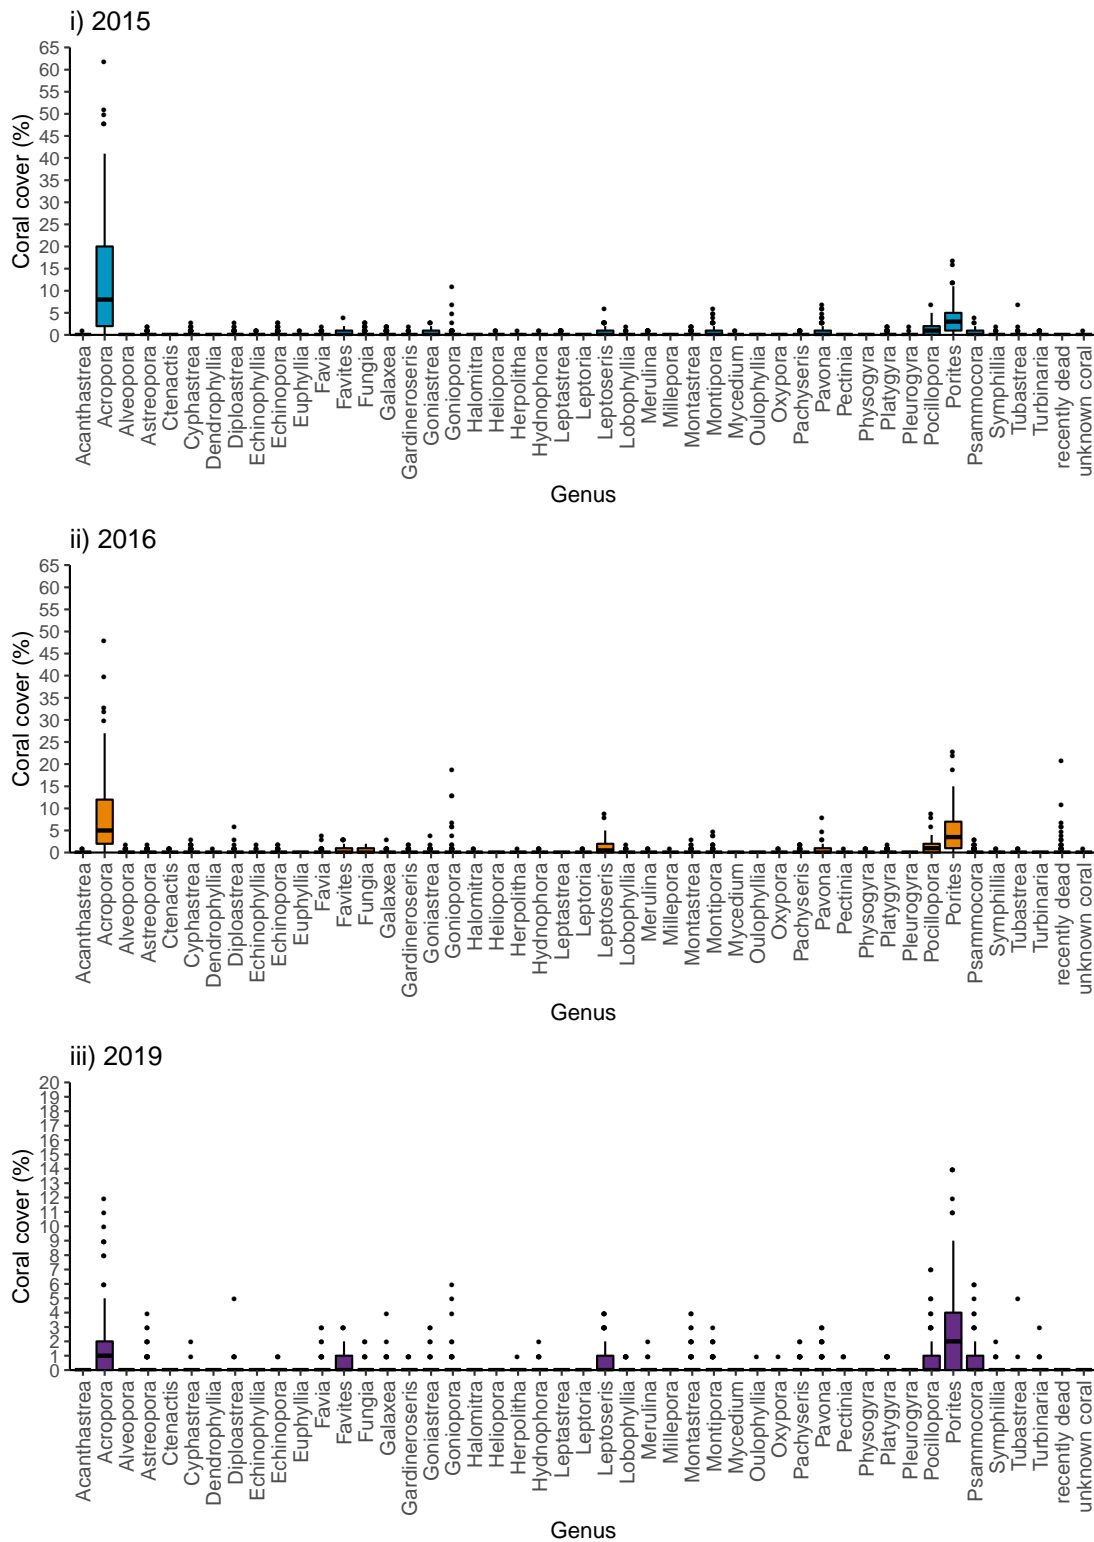 i) 2015
65
60
55
50
45
40
35
30
25
20
15
10
5
0
Coral cover (%)
Acanthastrea
Acropora
Alveopora
Astreopora
Ctenactis
Cyphastrea
Dendrophyllia
Diploastrea
Echinophyllia
Echinopora
Euphyllia
Favia
Favites
Fungia
Galaxea
Gardineroseris
Goniastrea
Goniopora
Halomitra
Heliopora
Herpolitha
Hydnophora
Leptastrea
Leptoria
Leptoseris
Lobophyllia
Merulina
Millepora
Montastrea
Montipora
Mycedium
Oulophyllia
Oxypora
Pachyseris
Pavona
Pectinia
Physogyra
Platygyra
Pleurogyra
Pocillopora
Porites
Psammocora
Symphillia
Tubastrea
Turbinaria
recently dead
unknown coral
Genus
ii) 2016
65
60
55
50
45
40
35
30
25
20
15
10
5
0
Coral cover (%)
Acanthastrea
Acropora
Alveopora
Astreopora
Ctenactis
Cyphastrea
Dendrophyllia
Diploastrea
Echinophyllia
Echinopora
Euphyllia
Favia
Favites
Fungia
Galaxea
Gardineroseris
Goniastrea
Goniopora
Halomitra
Heliopora
Herpolitha
Hydnophora
Leptastrea
Leptoria
Leptoseris
Lobophyllia
Merulina
Millepora
Montastrea
Montipora
Mycedium
Oulophyllia
Oxypora
Pachyseris
Pavona
Pectinia
Physogyra
Platygyra
Pleurogyra
Pocillopora
Porites
Psammocora
Symphillia
Tubastrea
Turbinaria
recently dead
unknown coral
Genus
iii) 2019
20
19
18
17
16
15
14
13
12
11
10
9
8
7
6
5
4
3
2
1
0
Coral cover (%)
Acanthastrea
Acropora
Alveopora
Astreopora
Ctenactis
Cyphastrea
Dendrophyllia
Diploastrea
Echinophyllia
Echinopora
Euphyllia
Favia
Favites
Fungia
Galaxea
Gardineroseris
Goniastrea
Goniopora
Halomitra
Heliopora
Herpolitha
Hydnophora
Leptastrea
Leptoria
Leptoseris
Lobophyllia
Merulina
Millepora
Montastrea
Montipora
Mycedium
Oulophyllia
Oxypora
Pachyseris
Pavona
Pectinia
Physogyra
Platygyra
Pleurogyra
Pocillopora
Porites
Psammocora
Symphillia
Tubastrea
Turbinaria
recently dead
unknown coral
Genus